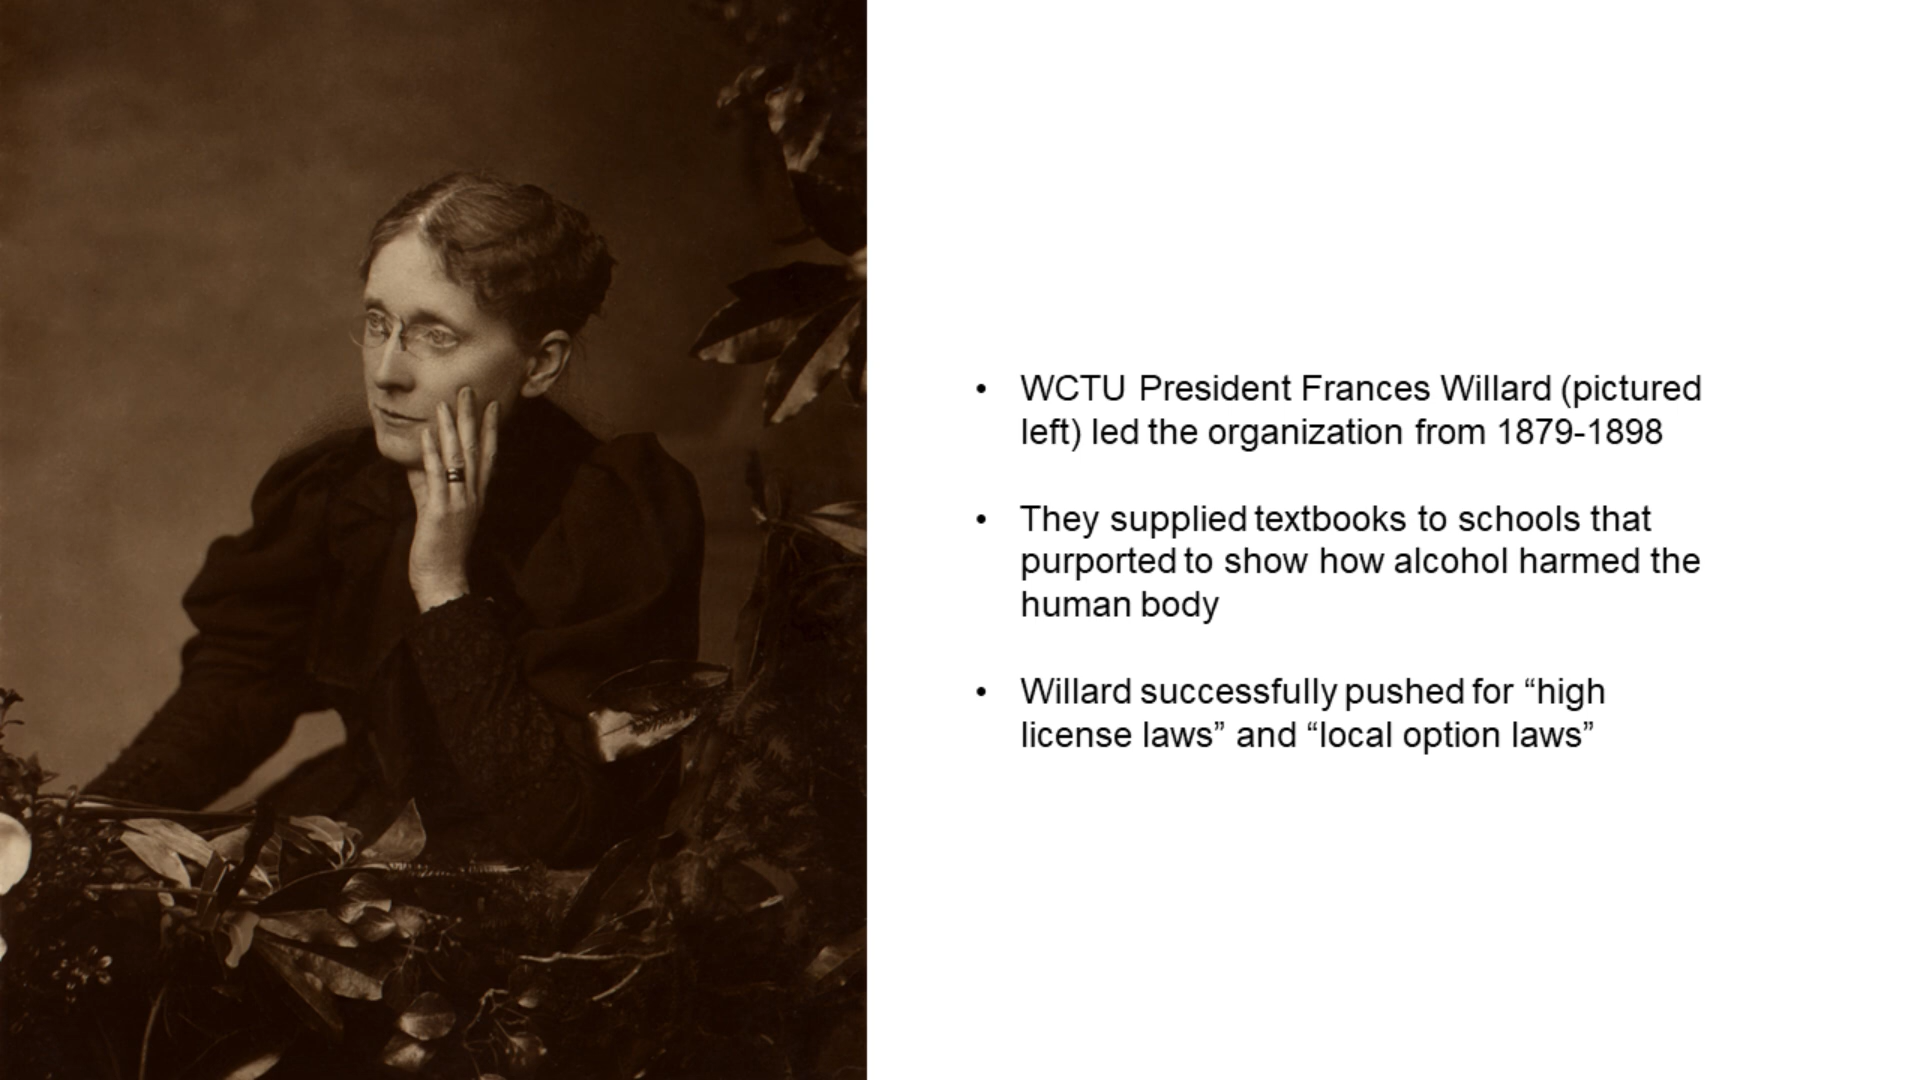 • WCTU President Frances Willard (pictured
left) led the organization from 1879-1898
• They supplied textbooks to schools that
purported to show how alcohol harmed the
human body
• Willard successfully pushed for “high
license laws” and “local option laws”